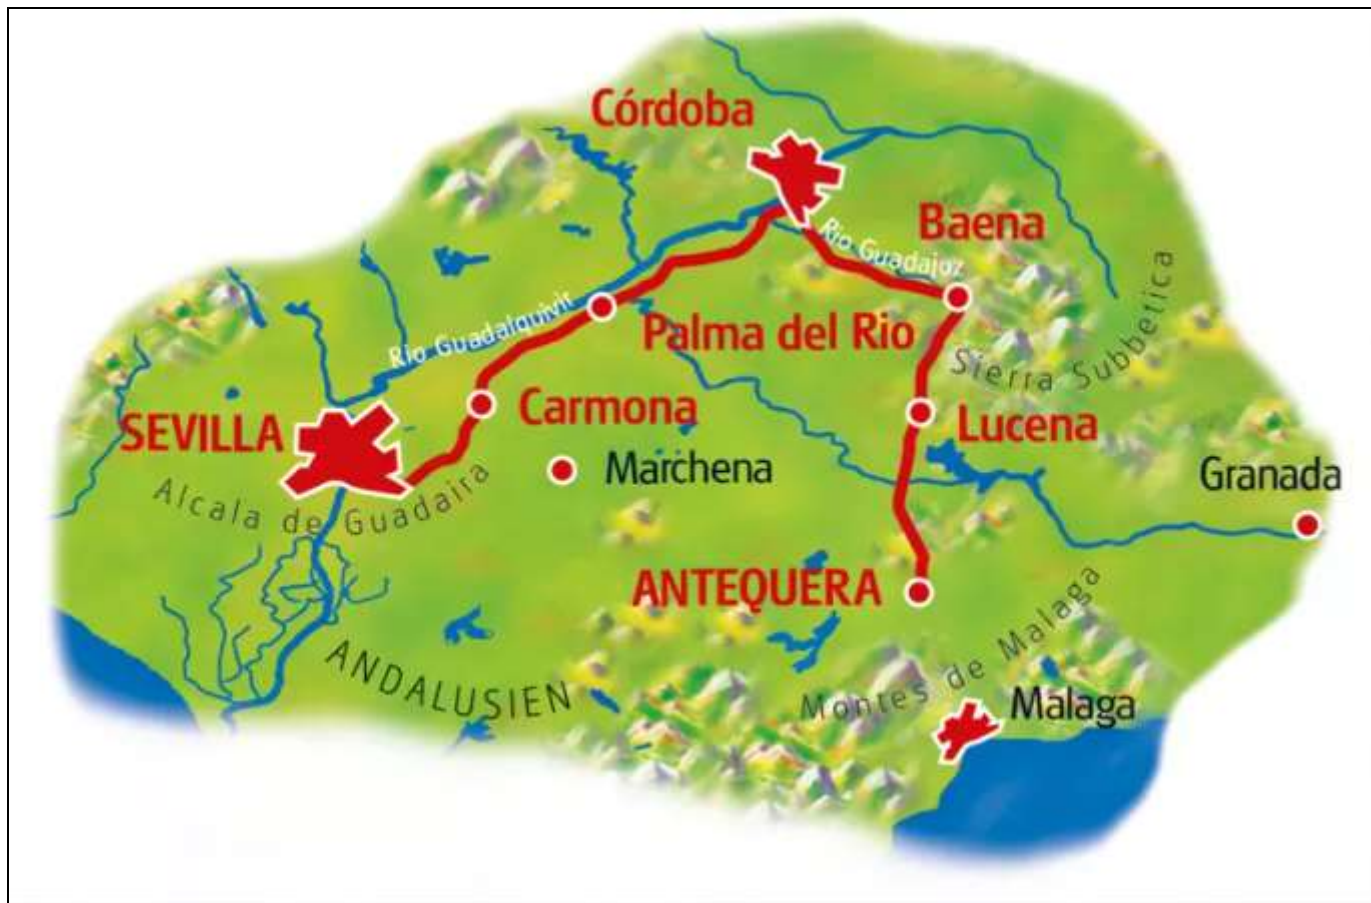 Córdoba
Baena
Rio Guadajoz
Sierra Subbetica
Rio Guadalquivir
Palma del Rio
SEVILLA
Carmona
Lucena
Marchena
Granada
Alcala de Guadaira
ANTEQUERA
Montes de Malaga
ANDALUSIEN
Malaga